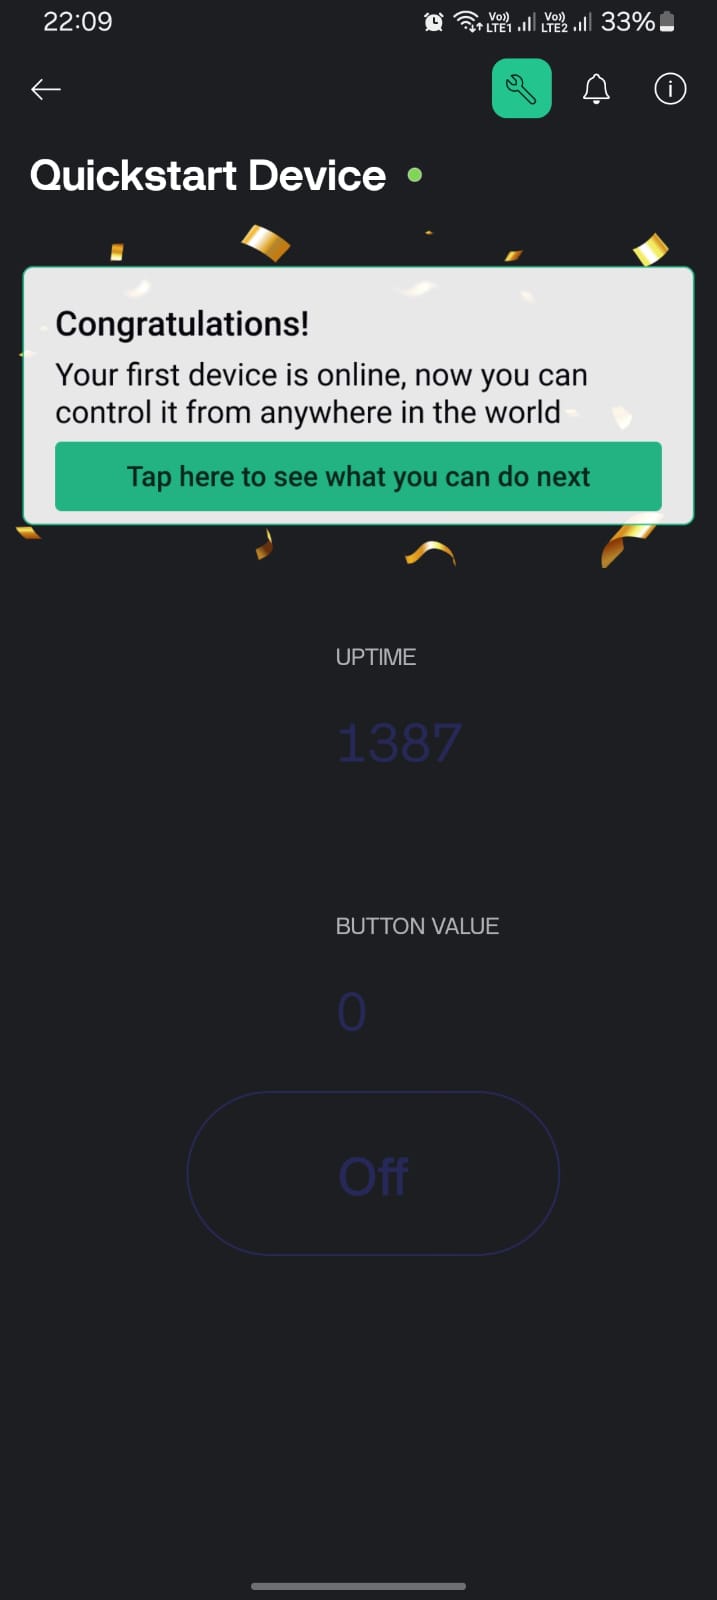 22:09
Vo)) LTE1 Vo)) LTE2 33%
Quickstart Device
Congratulations!
Your first device is online, now you can
control it from anywhere in the world
Tap here to see what you can do next
UPTIME
1387
BUTTON VALUE
0
Off